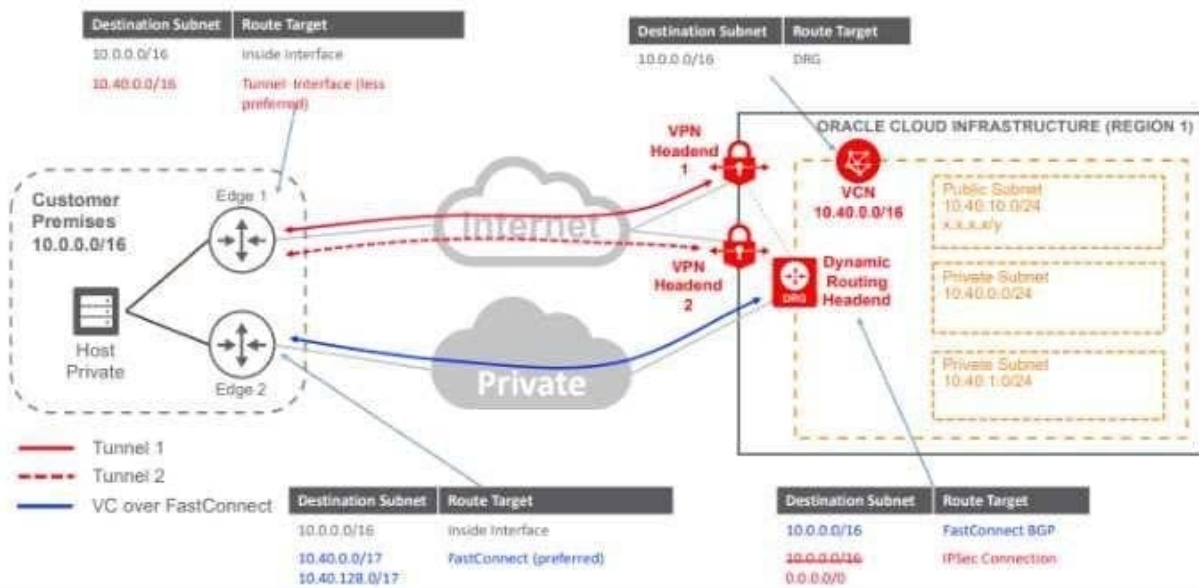 Destination Subnet Route Target
10.0.0.0/16 Inside Interface
10.40.0.0/16 Tunnel Interface (less
preferred)
Destination Subnet Route Target
10.0.0.0/16 DRG
ORACLE CLOUD INFRASTRUCTURE (REGION 1)
VPN
Headend
1
VCN
10.40.0.0/16
Public Subnet
10.40.10.0/24
x.x.x.x/y
Customer
Premises
10.0.0.0/16
Edge 1
Internet
VPN
Headend
2
DRG
Dynamic
Routing
Headend
Private Subnet
10.40.0.0/24
Host
Private
Edge 2
Private
Private Subnet
10.40.1.0/24
Tunnel 1
Tunnel 2
VC over FastConnect
Destination Subnet Route Target
10.0.0.0/16 Inside Interface
10.40.0.0/17 FastConnect (preferred)
10.40.128.0/17
Destination Subnet Route Target
10.0.0.0/16 FastConnect BGP
10.0.0.0/16 IPSec Connection
0.0.0.0/0